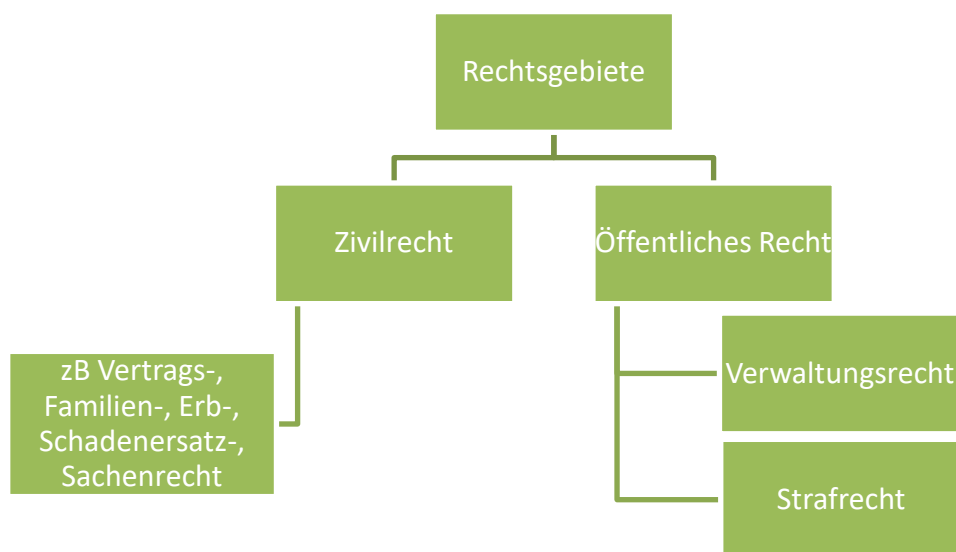 Rechtsgebiete
Zivilrecht
Öffentliches Recht
zB Vertrags-,
Familien-, Erb-,
Schadenersatz-,
Sachenrecht
Verwaltungsrecht
Strafrecht